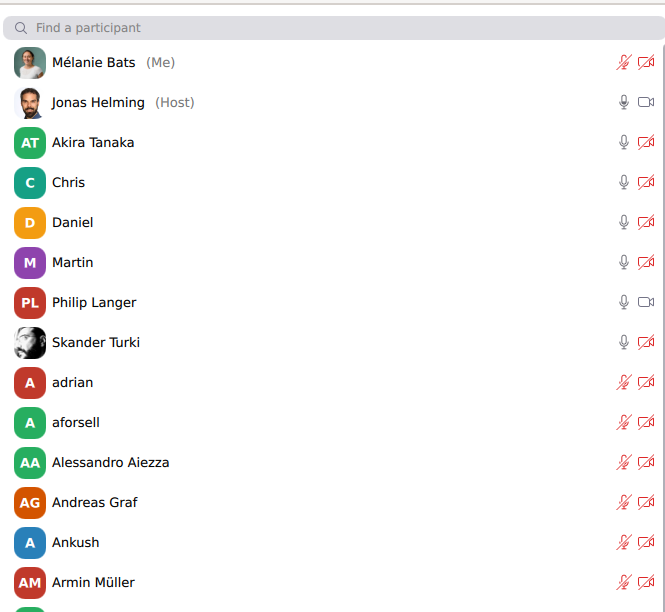 Find a participant
Mélanie Bats (Me)
Jonas Helming (Host)
AT Akira Tanaka
C Chris
D Daniel
M Martin
PL Philip Langer
Skander Turki
A adrian
A aforsell
AA Alessandro Aiezza
AG Andreas Graf
A Ankush
AM Armin Müller